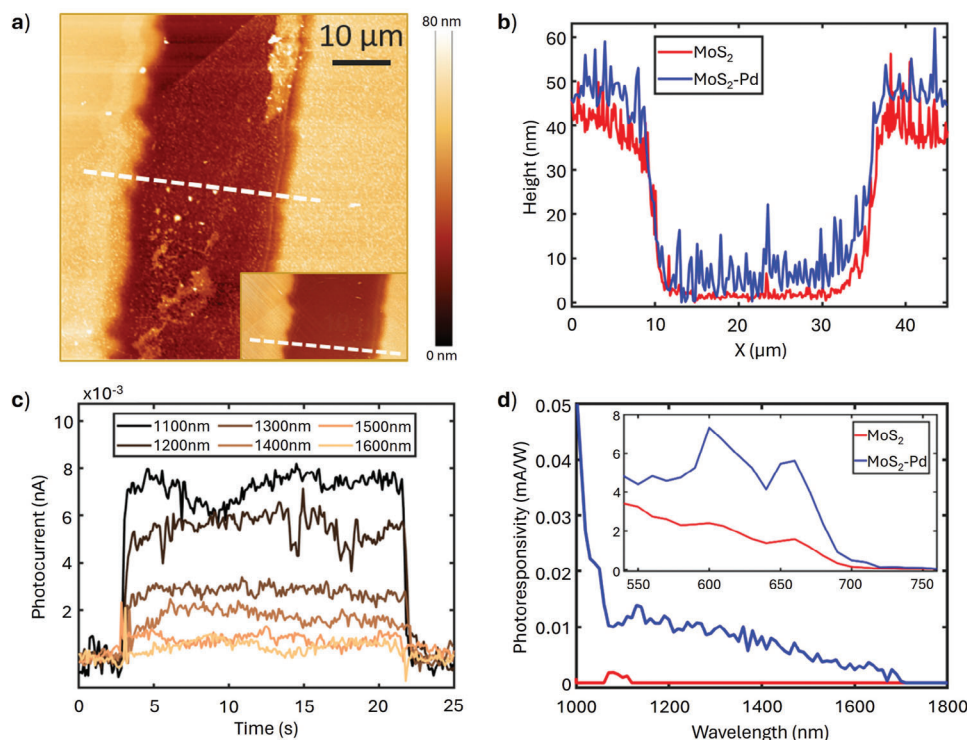 a)
10 µm
80 nm
0 nm
b)
MoS2
MoS2-Pd
Height (nm)
60
50
40
30
20
10
0
0 10 20 30 40
X (µm)
c)
x10-3
1100nm 1300nm 1500nm
1200nm 1400nm 1600nm
Photocurrent (nA)
10
8
6
4
2
0 5 10 15 20 25
Time (s)
d)
Photoresponsivity (mA/W)
0.05
0.04
0.03
0.02
0.01
0
1000 1200 1400 1600 1800
Wavelength (nm)
8
6
4
2
0
550 600 650 700 750
MoS2
MoS2-Pd